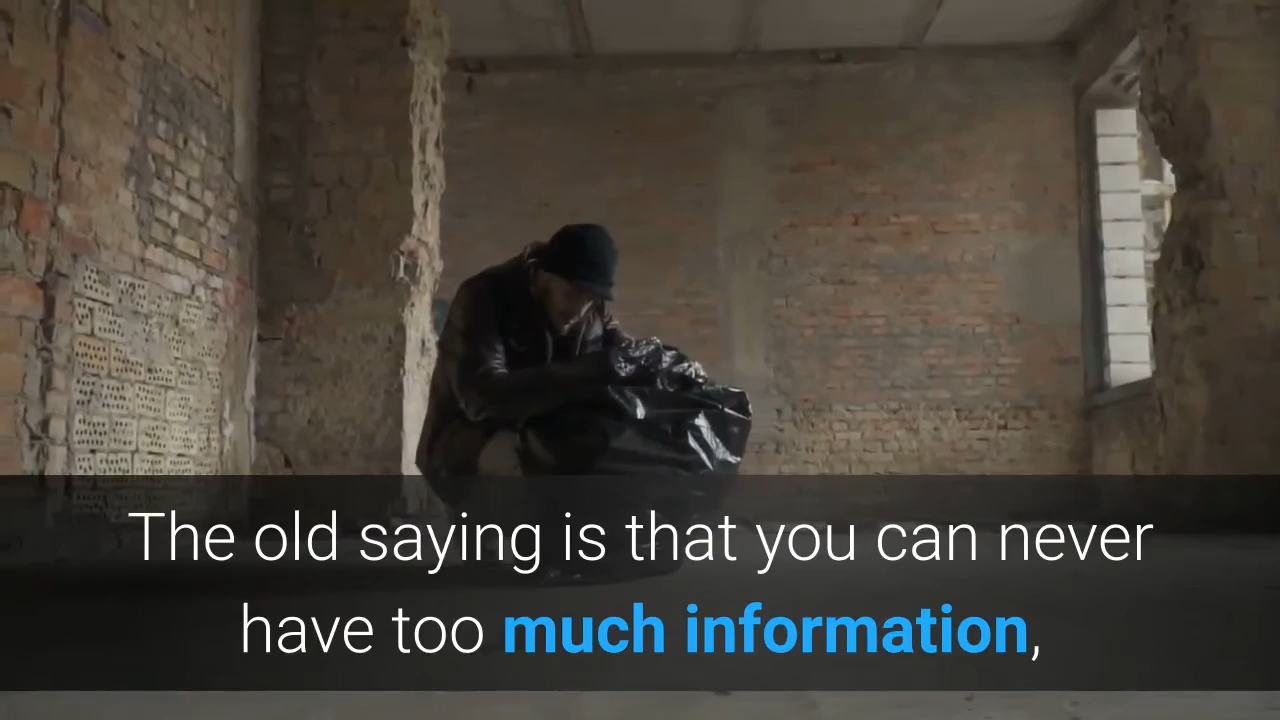 The old saying is that you can never
have too much information,